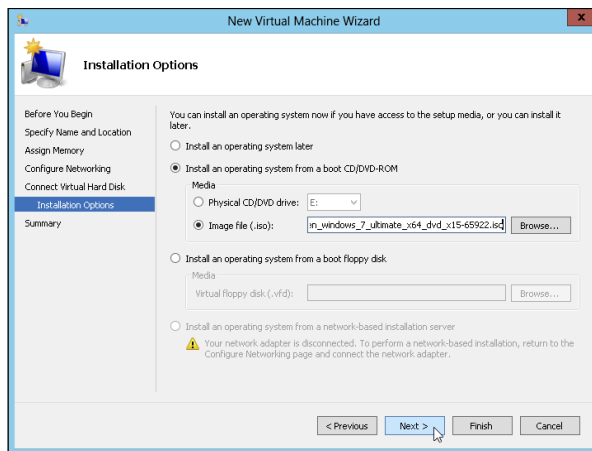 New Virtual Machine Wizard
x
Installation Options
Before You Begin
Specify Name and Location
Assign Memory
Configure Networking
Connect Virtual Hard Disk
Installation Options
Summary
You can install an operating system now if you have access to the setup media, or you can install it
later.
Install an operating system later
Install an operating system from a boot CD/DVD-ROM
Media
Physical CD/DVD drive: E:
Image file (.iso): en_windows_7_ultimate_x64_dvd_x15-65922.iso Browse...
Install an operating system from a boot floppy disk
Media
Virtual floppy disk (.vfd): Browse...
Install an operating system from a network-based installation server
Your network adapter is disconnected. To perform a network-based installation, return to the
Configure Networking page and connect the network adapter.
< Previous Next > Finish Cancel